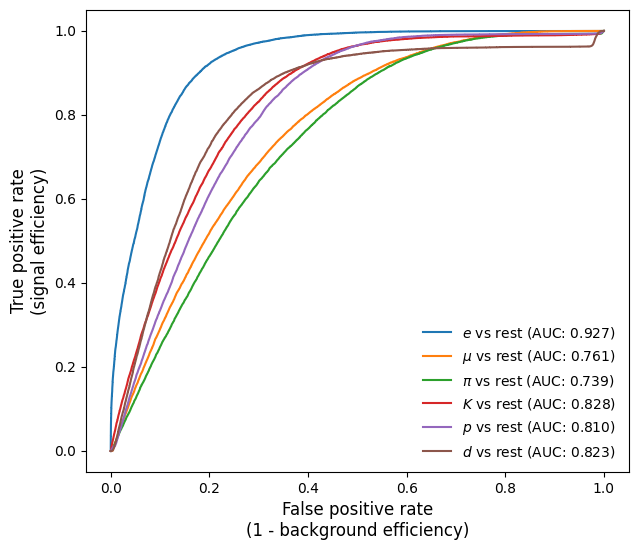 True positive rate
(signal efficiency)
1.0
0.8
0.6
0.4
0.2
0.0
e vs rest (AUC: 0.927)
μ vs rest (AUC: 0.761)
π vs rest (AUC: 0.739)
K vs rest (AUC: 0.828)
p vs rest (AUC: 0.810)
d vs rest (AUC: 0.823)
0.0 0.2 0.4 0.6 0.8 1.0
False positive rate
(1 - background efficiency)